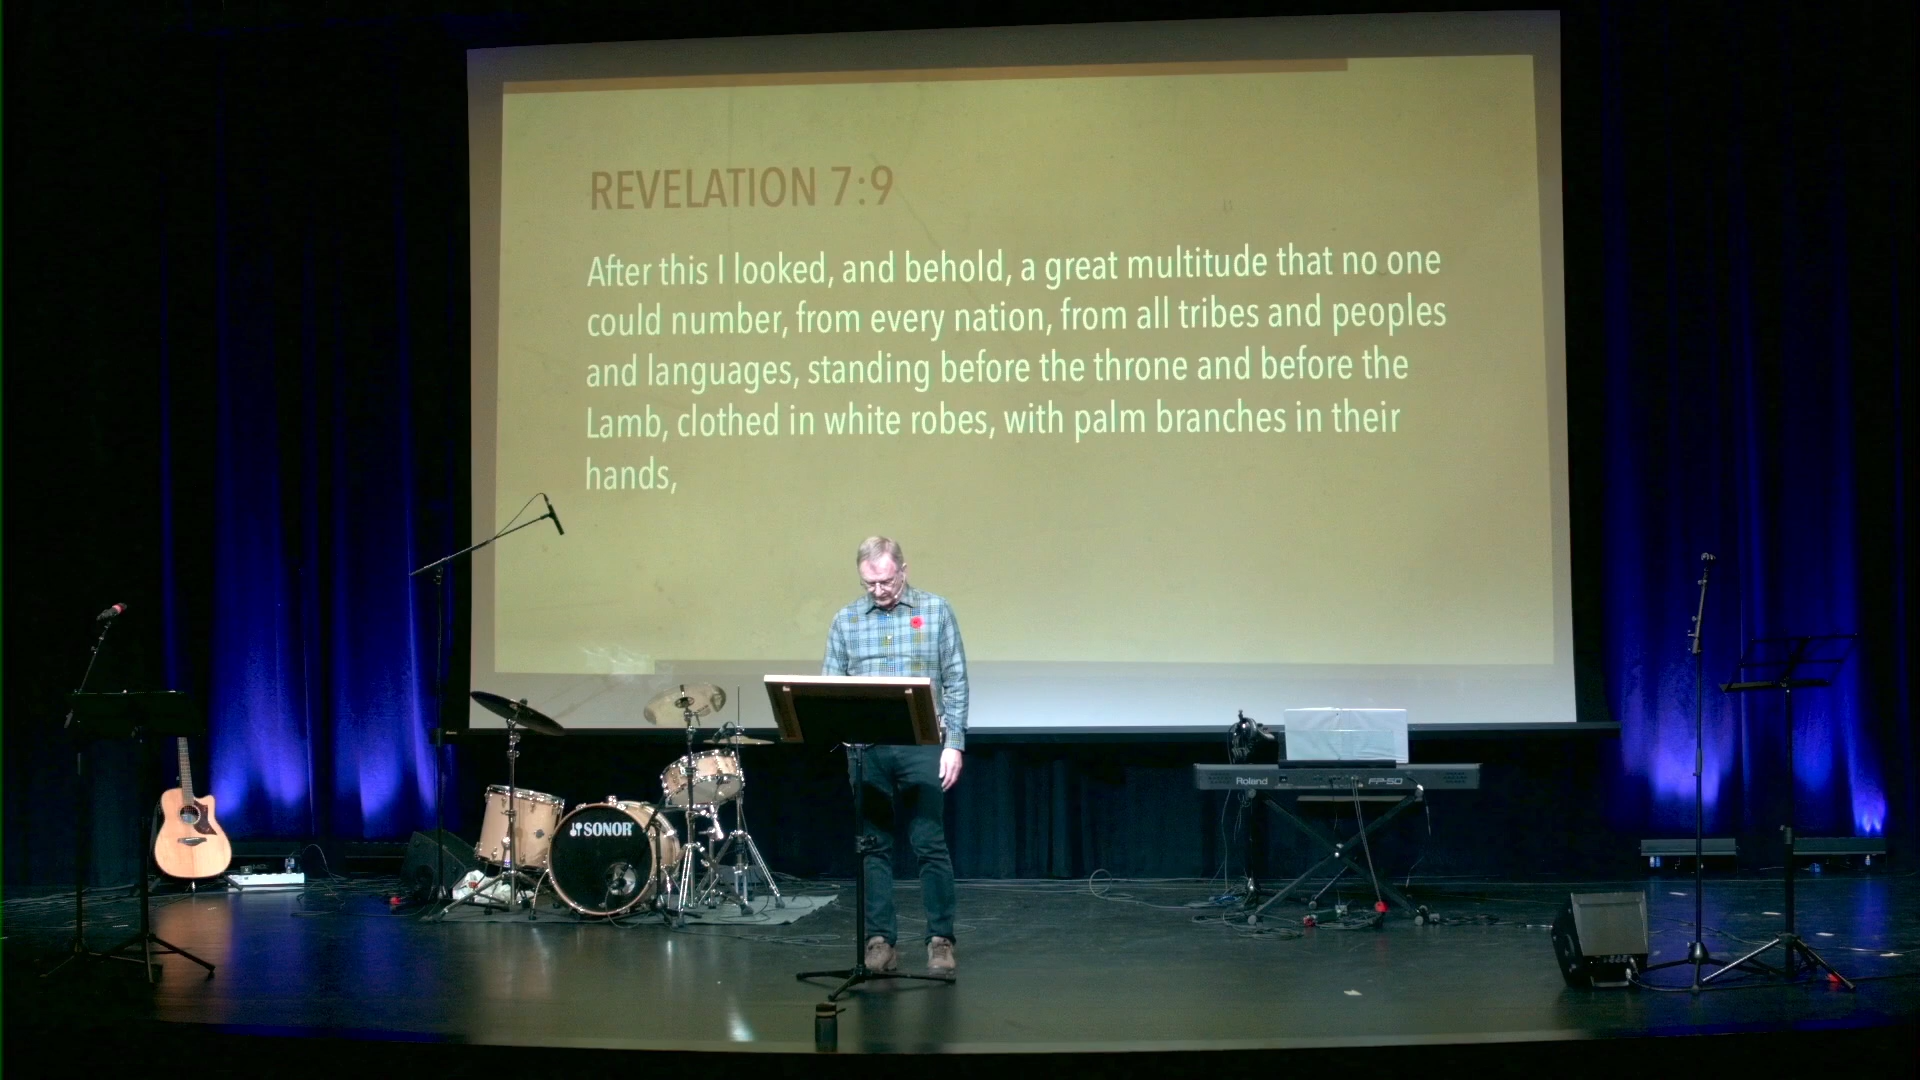 REVELATION 7:9
After this I looked, and behold, a great multitude that no one
could number, from every nation, from all tribes and peoples
and languages, standing before the throne and before the
Lamb, clothed in white robes, with palm branches in their
hands,
SONOR
Roland
FP-50